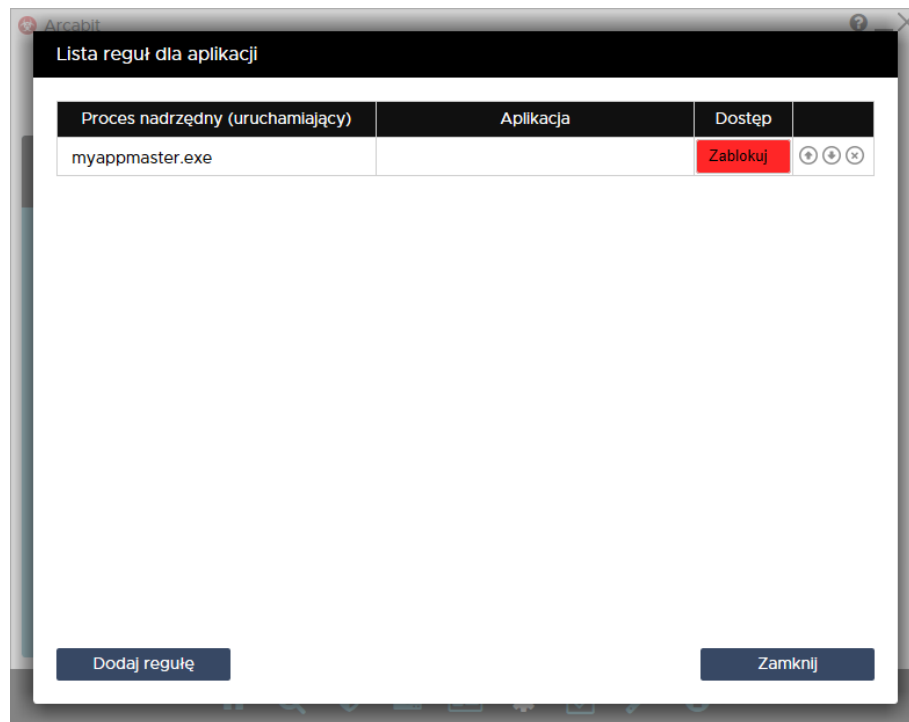 Arcabit
Lista reguł dla aplikacji
Proces nadrzędny (uruchamiający) Aplikacja Dostęp
myappmaster.exe Zablokuj
Dodaj regułę Zamknij